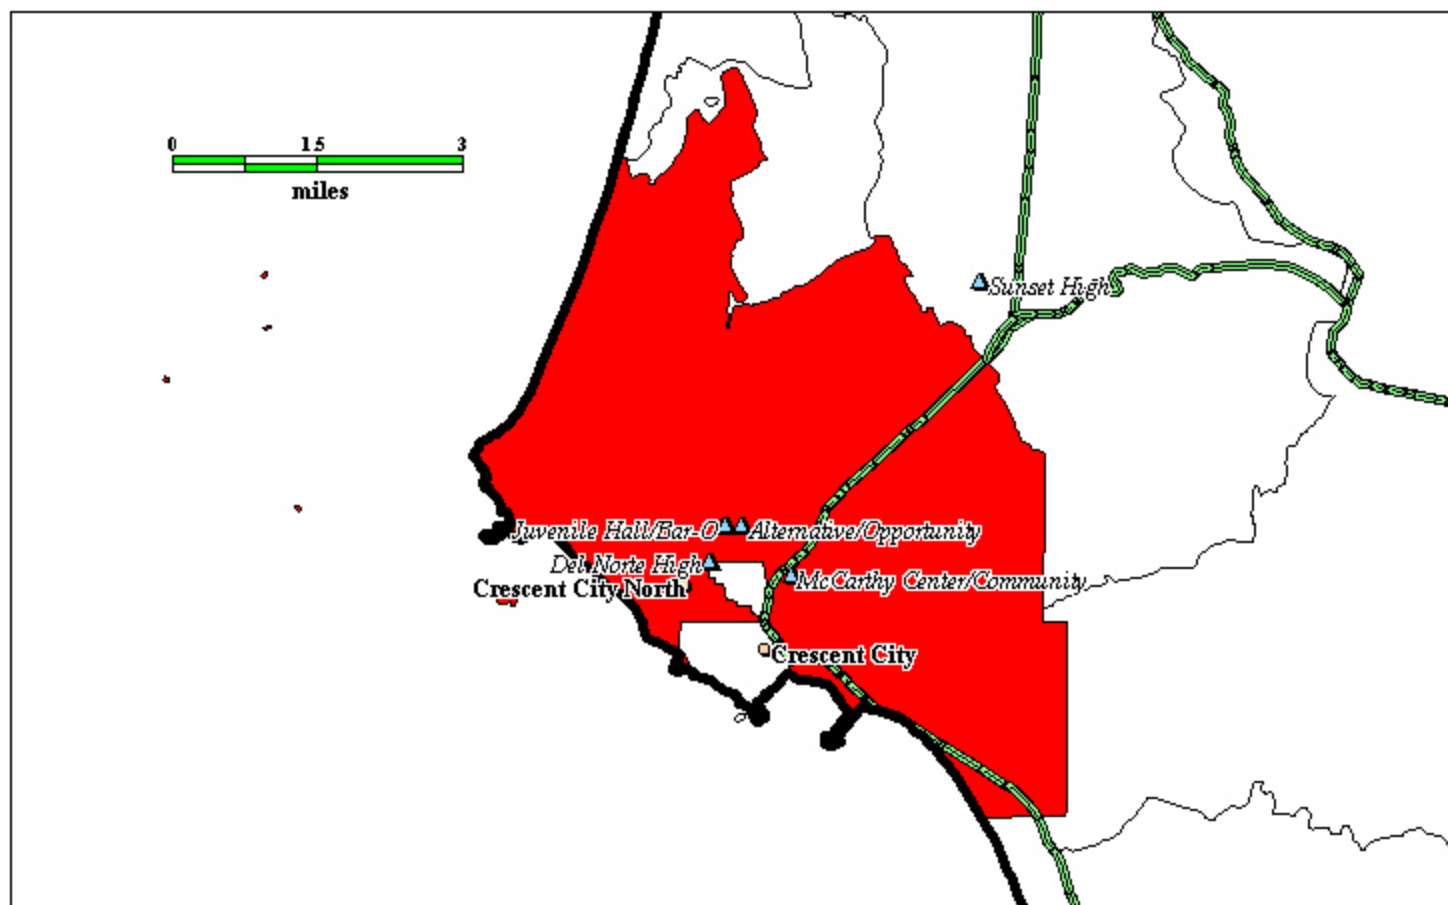 0 1.5 3
miles
Sunset High
Juvenile Hall/Bar-O
Alternative/Opportunity
Del Norte High
McCarthy Center/Community
Crescent City North
Crescent City